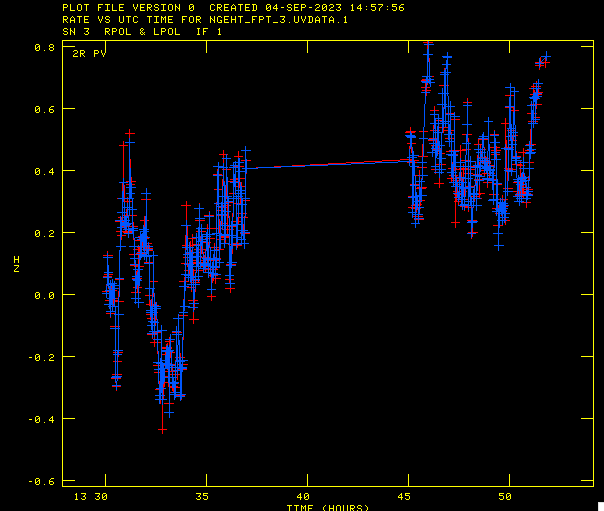 PLOT FILE VERSION 0 CREATED 04-SEP-2023 14:57:56
RATE VS UTC TIME FOR NGEHT_FPT_3.UVDATA.1
SN 3 RPOL & LPOL IF 1
0.8
2R PV
0.6
0.4
0.2
HZ
0.0
-0.2
-0.4
-0.6
13 30 35 40 45 50
TIME (HOURS)